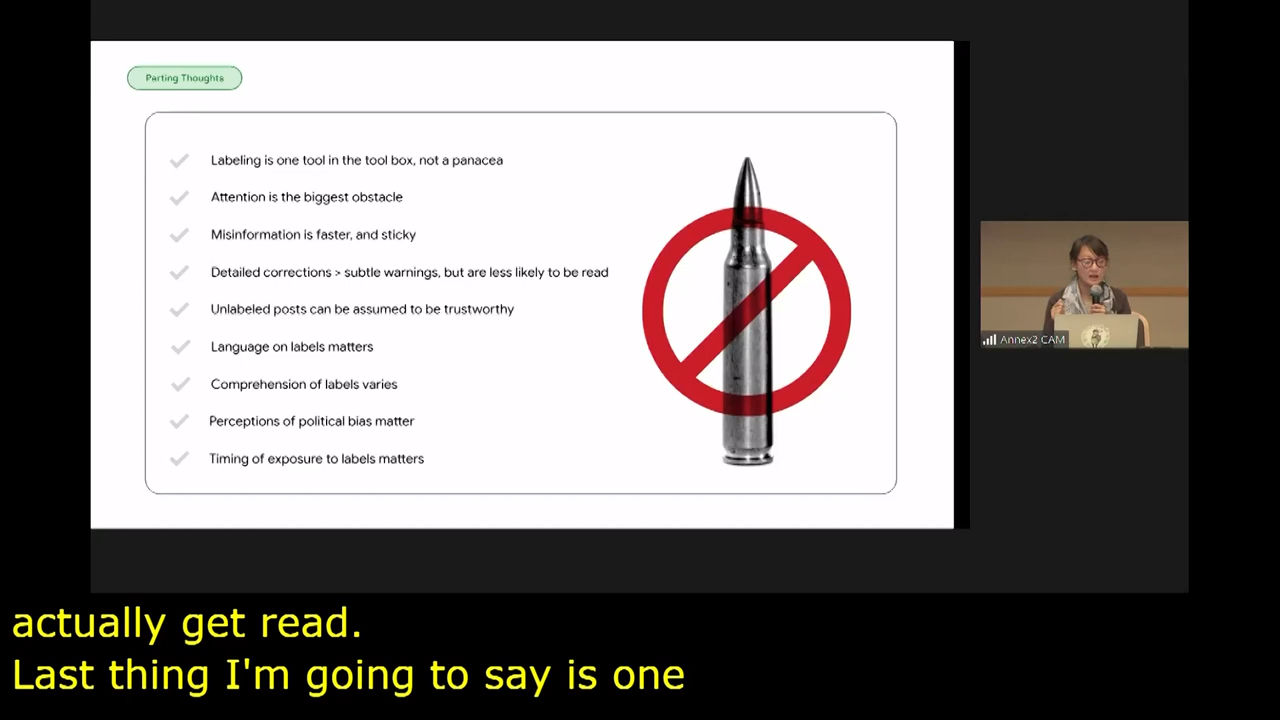 Parting Thoughts
Labeling is one tool in the tool box, not a panacea
Attention is the biggest obstacle
Misinformation is faster, and sticky
Detailed corrections > subtle warnings, but are less likely to be read
Unlabeled posts can be assumed to be trustworthy
Language on labels matters
Comprehension of labels varies
Perceptions of political bias matter
Timing of exposure to labels matters
Annex2 CAM
actually get read.
Last thing I'm going to say is one